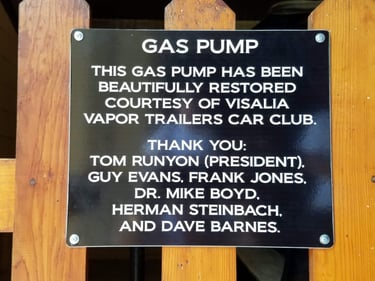 GAS PUMP
THIS GAS PUMP HAS BEEN
BEAUTIFULLY RESTORED
COURTESY OF VISALIA
VAPOR TRAILERS CAR CLUB.
THANK YOU:
TOM RUNYON (PRESIDENT),
GUY EVANS, FRANK JONES,
DR. MIKE BOYD,
HERMAN STEINBACH,
AND DAVE BARNES.